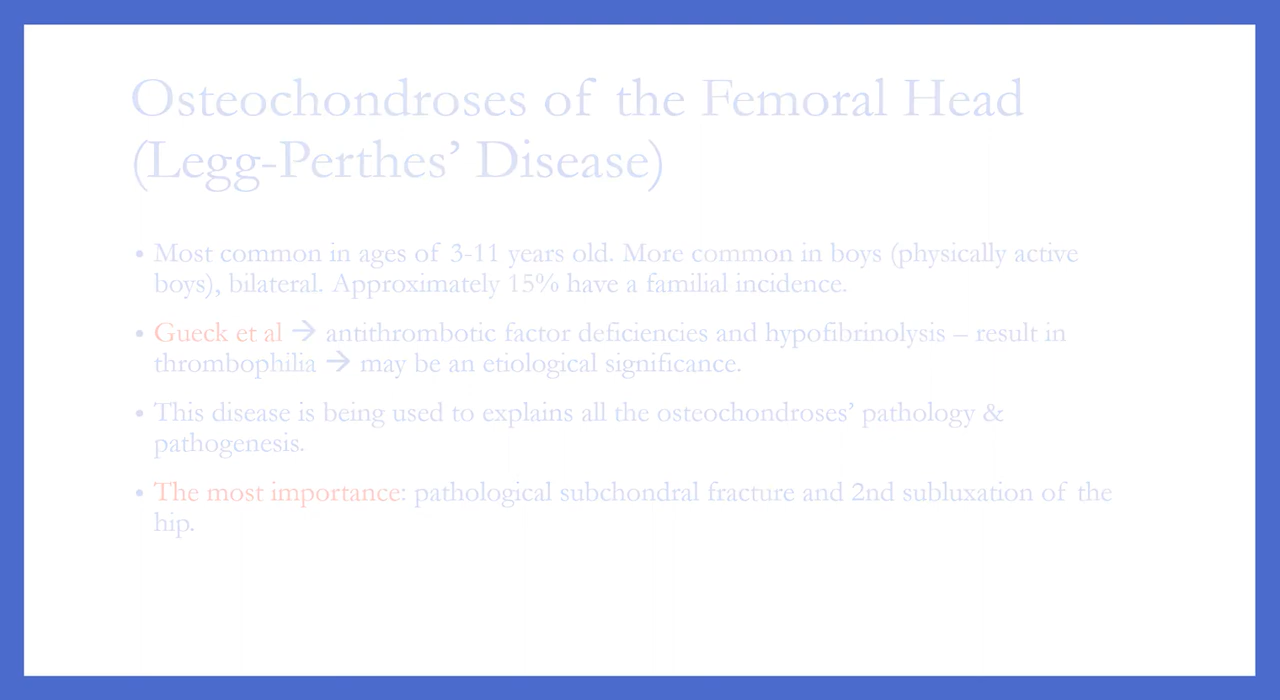 Osteochondroses of the Femoral Head
(Legg-Perthes’ Disease)
• Most common in ages of 3-11 years old. More common in boys (physically active
boys), bilateral. Approximately 15% have a familial incidence.
• Gueck et al → antithrombotic factor deficiencies and hypofibrinolysis – result in
thrombophilia → may be an etiological significance.
• This disease is being used to explains all the osteochondroses’ pathology &
pathogenesis.
• The most importance: pathological subchondral fracture and 2nd subluxation of the
hip.